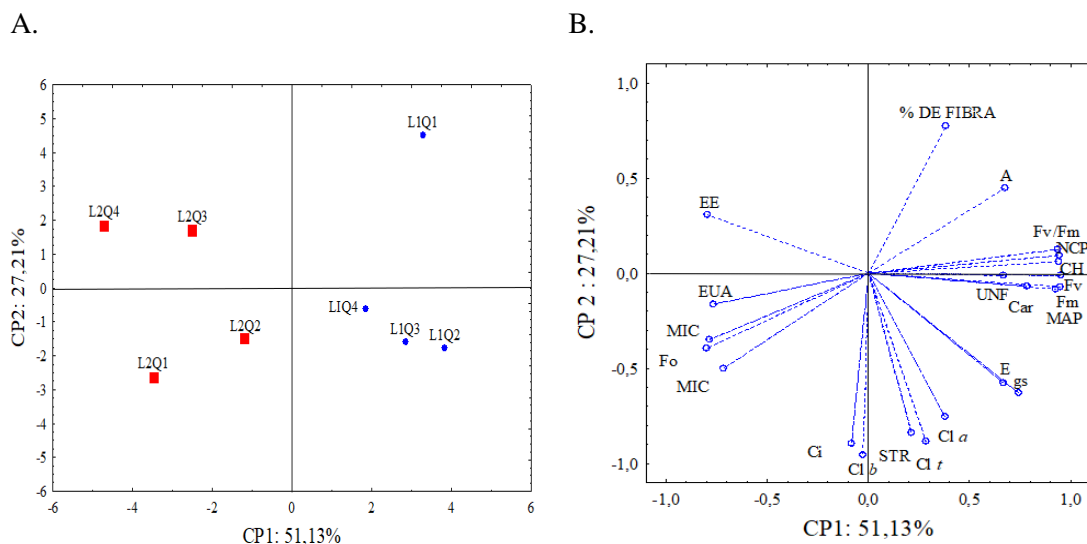 A.
B.
6
5
4
3
2
1
0
-1
-2
-3
-4
-5
-6
-6
-4
-2
0
2
4
6
CP2: 27,21%
CP1: 51,13%
L1Q1
L2Q4
L2Q3
LIQ4
L2Q2
L1Q3
L1Q2
L2Q1
1,0
0,5
0,0
-0,5
-1,0
-1,0
-0,5
0,0
0,5
1,0
CP 2 : 27,21%
CP1: 51,13%
% DE FIBRA
A
EE
Fv/Fm
NCP
CH
EUA
UNF
Fv
Car
Fm
MAP
MIC
Fo
MIC
E
gs
Cl a
Ci
STR
Cl b
Cl t